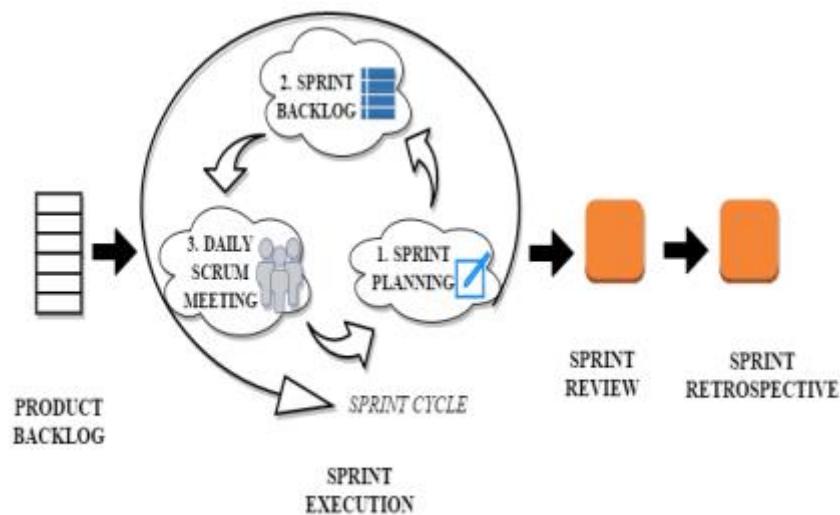 2. SPRINT
BACKLOG
3. DAILY
SCRUM
MEETING
1. SPRINT
PLANNING
SPRINT CYCLE
PRODUCT
BACKLOG
SPRINT
EXECUTION
SPRINT
REVIEW
SPRINT
RETROSPECTIVE